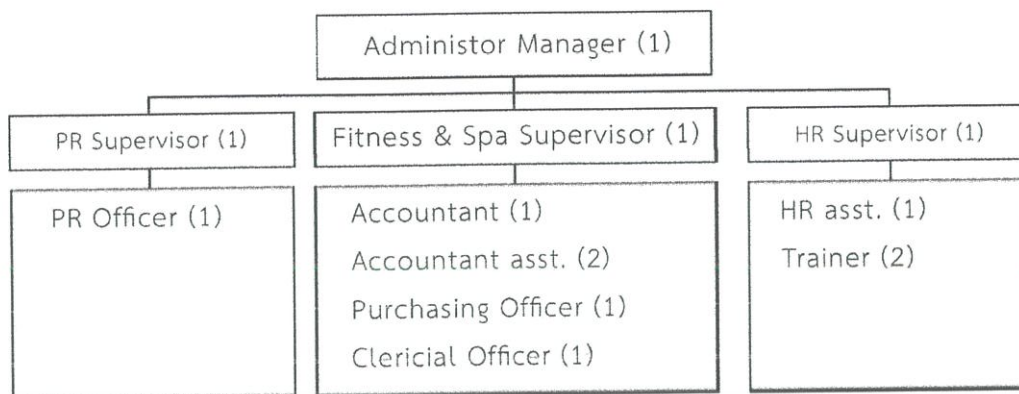 Administor Manager (1)
PR Supervisor (1)
Fitness & Spa Supervisor (1)
HR Supervisor (1)
PR Officer (1)
Accountant (1)
Accountant asst. (2)
Purchasing Officer (1)
Clericial Officer (1)
HR asst. (1)
Trainer (2)